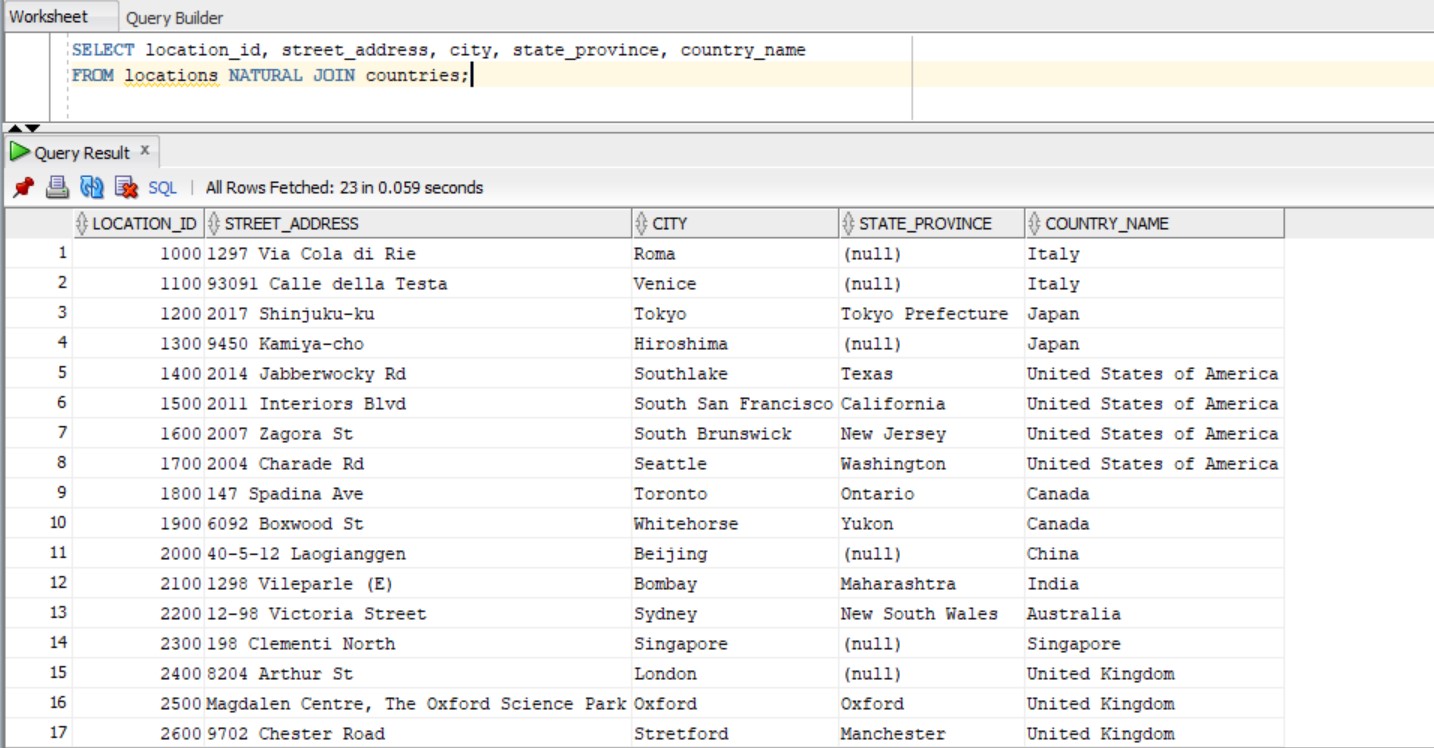 Worksheet Query Builder
SELECT location_id, street_address, city, state_province, country_name
FROM locations NATURAL JOIN countries;
Query Result x
SQL | All Rows Fetched: 23 in 0.059 seconds
LOCATION_ID STREET_ADDRESS CITY STATE_PROVINCE COUNTRY_NAME
1 1000 1297 Via Cola di Rie Roma (null) Italy
2 1100 93091 Calle della Testa Venice (null) Italy
3 1200 2017 Shinjuku-ku Tokyo Tokyo Prefecture Japan
4 1300 9450 Kamiya-cho Hiroshima (null) Japan
5 1400 2014 Jabberwocky Rd Southlake Texas United States of America
6 1500 2011 Interiors Blvd South San Francisco California United States of America
7 1600 2007 Zagora St South Brunswick New Jersey United States of America
8 1700 2004 Charade Rd Seattle Washington United States of America
9 1800 147 Spadina Ave Toronto Ontario Canada
10 1900 6092 Boxwood St Whitehorse Yukon Canada
11 2000 40-5-12 Laogianggen Beijing (null) China
12 2100 1298 Vileparle (E) Bombay Maharashtra India
13 2200 12-98 Victoria Street Sydney New South Wales Australia
14 2300 198 Clementi North Singapore (null) Singapore
15 2400 8204 Arthur St London (null) United Kingdom
16 2500 Magdalen Centre, The Oxford Science Park Oxford Oxford United Kingdom
17 2600 9702 Chester Road Stretford Manchester United Kingdom